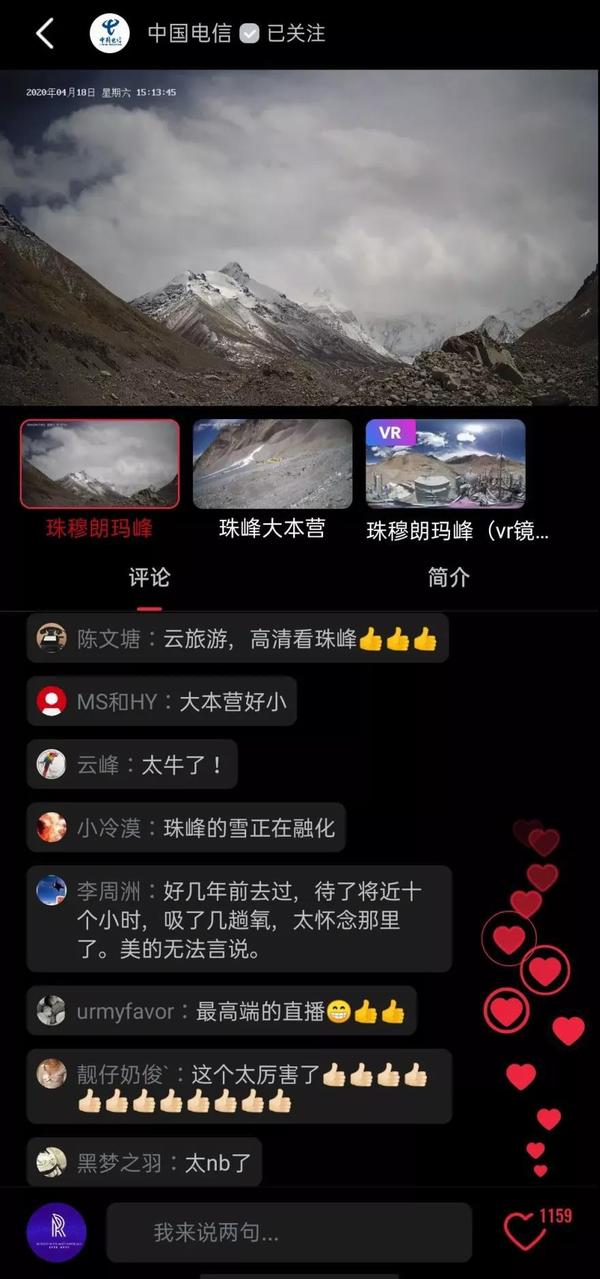 中国电信 已关注
中国电信
2020年04月18日 星期六 15:13:45
VR
珠穆朗玛峰
珠峰大本营
珠穆朗玛峰（vr镜...
评论
简介
陈文塘：云旅游，高清看珠峰👍👍👍
MS和HY：大本营好小
云峰：太牛了！
小冷漠：珠峰的雪正在融化
李周洲：好几年前去过，待了将近十
个小时，吸了几趟氧，太怀念那里
了。美的无法言说。
urmyfavor：最高端的直播😁👍👍
靓仔奶俊`：这个太厉害了👍🏻👍🏻👍🏻👍🏻
👍🏻👍🏻👍🏻👍🏻👍🏻👍🏻👍🏻👍🏻
黑梦之羽：太nb了
我来说两句...
1159